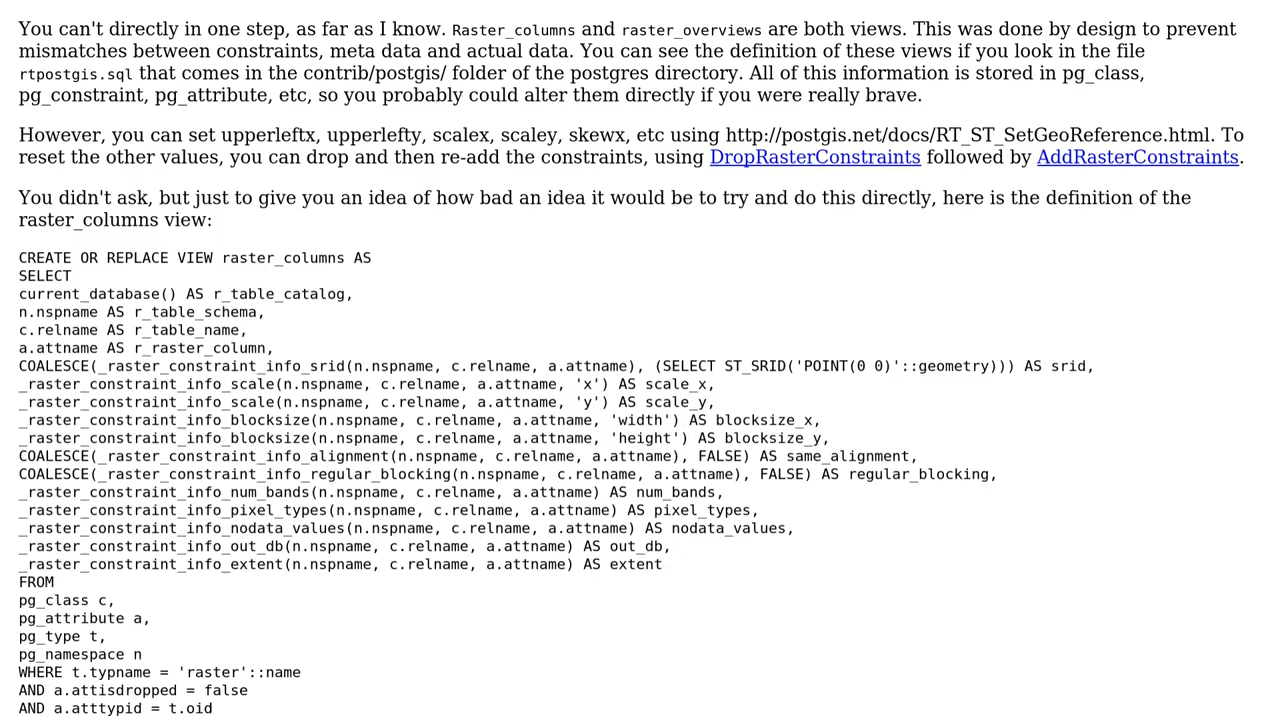 You can't directly in one step, as far as I know. Raster_columns and raster_overviews are both views. This was done by design to prevent
mismatches between constraints, meta data and actual data. You can see the definition of these views if you look in the file
rtpostgis.sql that comes in the contrib/postgis/ folder of the postgres directory. All of this information is stored in pg_class,
pg_constraint, pg_attribute, etc, so you probably could alter them directly if you were really brave.
However, you can set upperleftx, upperlefty, scalex, scaley, skewx, etc using http://postgis.net/docs/RT_ST_SetGeoReference.html. To
reset the other values, you can drop and then re-add the constraints, using DropRasterConstraints followed by AddRasterConstraints.
You didn't ask, but just to give you an idea of how bad an idea it would be to try and do this directly, here is the definition of the
raster_columns view:
CREATE OR REPLACE VIEW raster_columns AS
SELECT
current_database() AS r_table_catalog,
n.nspname AS r_table_schema,
c.relname AS r_table_name,
a.attname AS r_raster_column,
COALESCE(_raster_constraint_info_srid(n.nspname, c.relname, a.attname), (SELECT ST_SRID('POINT(0 0)'::geometry))) AS srid,
_raster_constraint_info_scale(n.nspname, c.relname, a.attname, 'x') AS scale_x,
_raster_constraint_info_scale(n.nspname, c.relname, a.attname, 'y') AS scale_y,
_raster_constraint_info_blocksize(n.nspname, c.relname, a.attname, 'width') AS blocksize_x,
_raster_constraint_info_blocksize(n.nspname, c.relname, a.attname, 'height') AS blocksize_y,
COALESCE(_raster_constraint_info_alignment(n.nspname, c.relname, a.attname), FALSE) AS same_alignment,
COALESCE(_raster_constraint_info_regular_blocking(n.nspname, c.relname, a.attname), FALSE) AS regular_blocking,
_raster_constraint_info_num_bands(n.nspname, c.relname, a.attname) AS num_bands,
_raster_constraint_info_pixel_types(n.nspname, c.relname, a.attname) AS pixel_types,
_raster_constraint_info_nodata_values(n.nspname, c.relname, a.attname) AS nodata_values,
_raster_constraint_info_out_db(n.nspname, c.relname, a.attname) AS out_db,
_raster_constraint_info_extent(n.nspname, c.relname, a.attname) AS extent
FROM
pg_class c,
pg_attribute a,
pg_type t,
pg_namespace n
WHERE t.typname = 'raster'::name
AND a.attisdropped = false
AND a.atttypid = t.oid